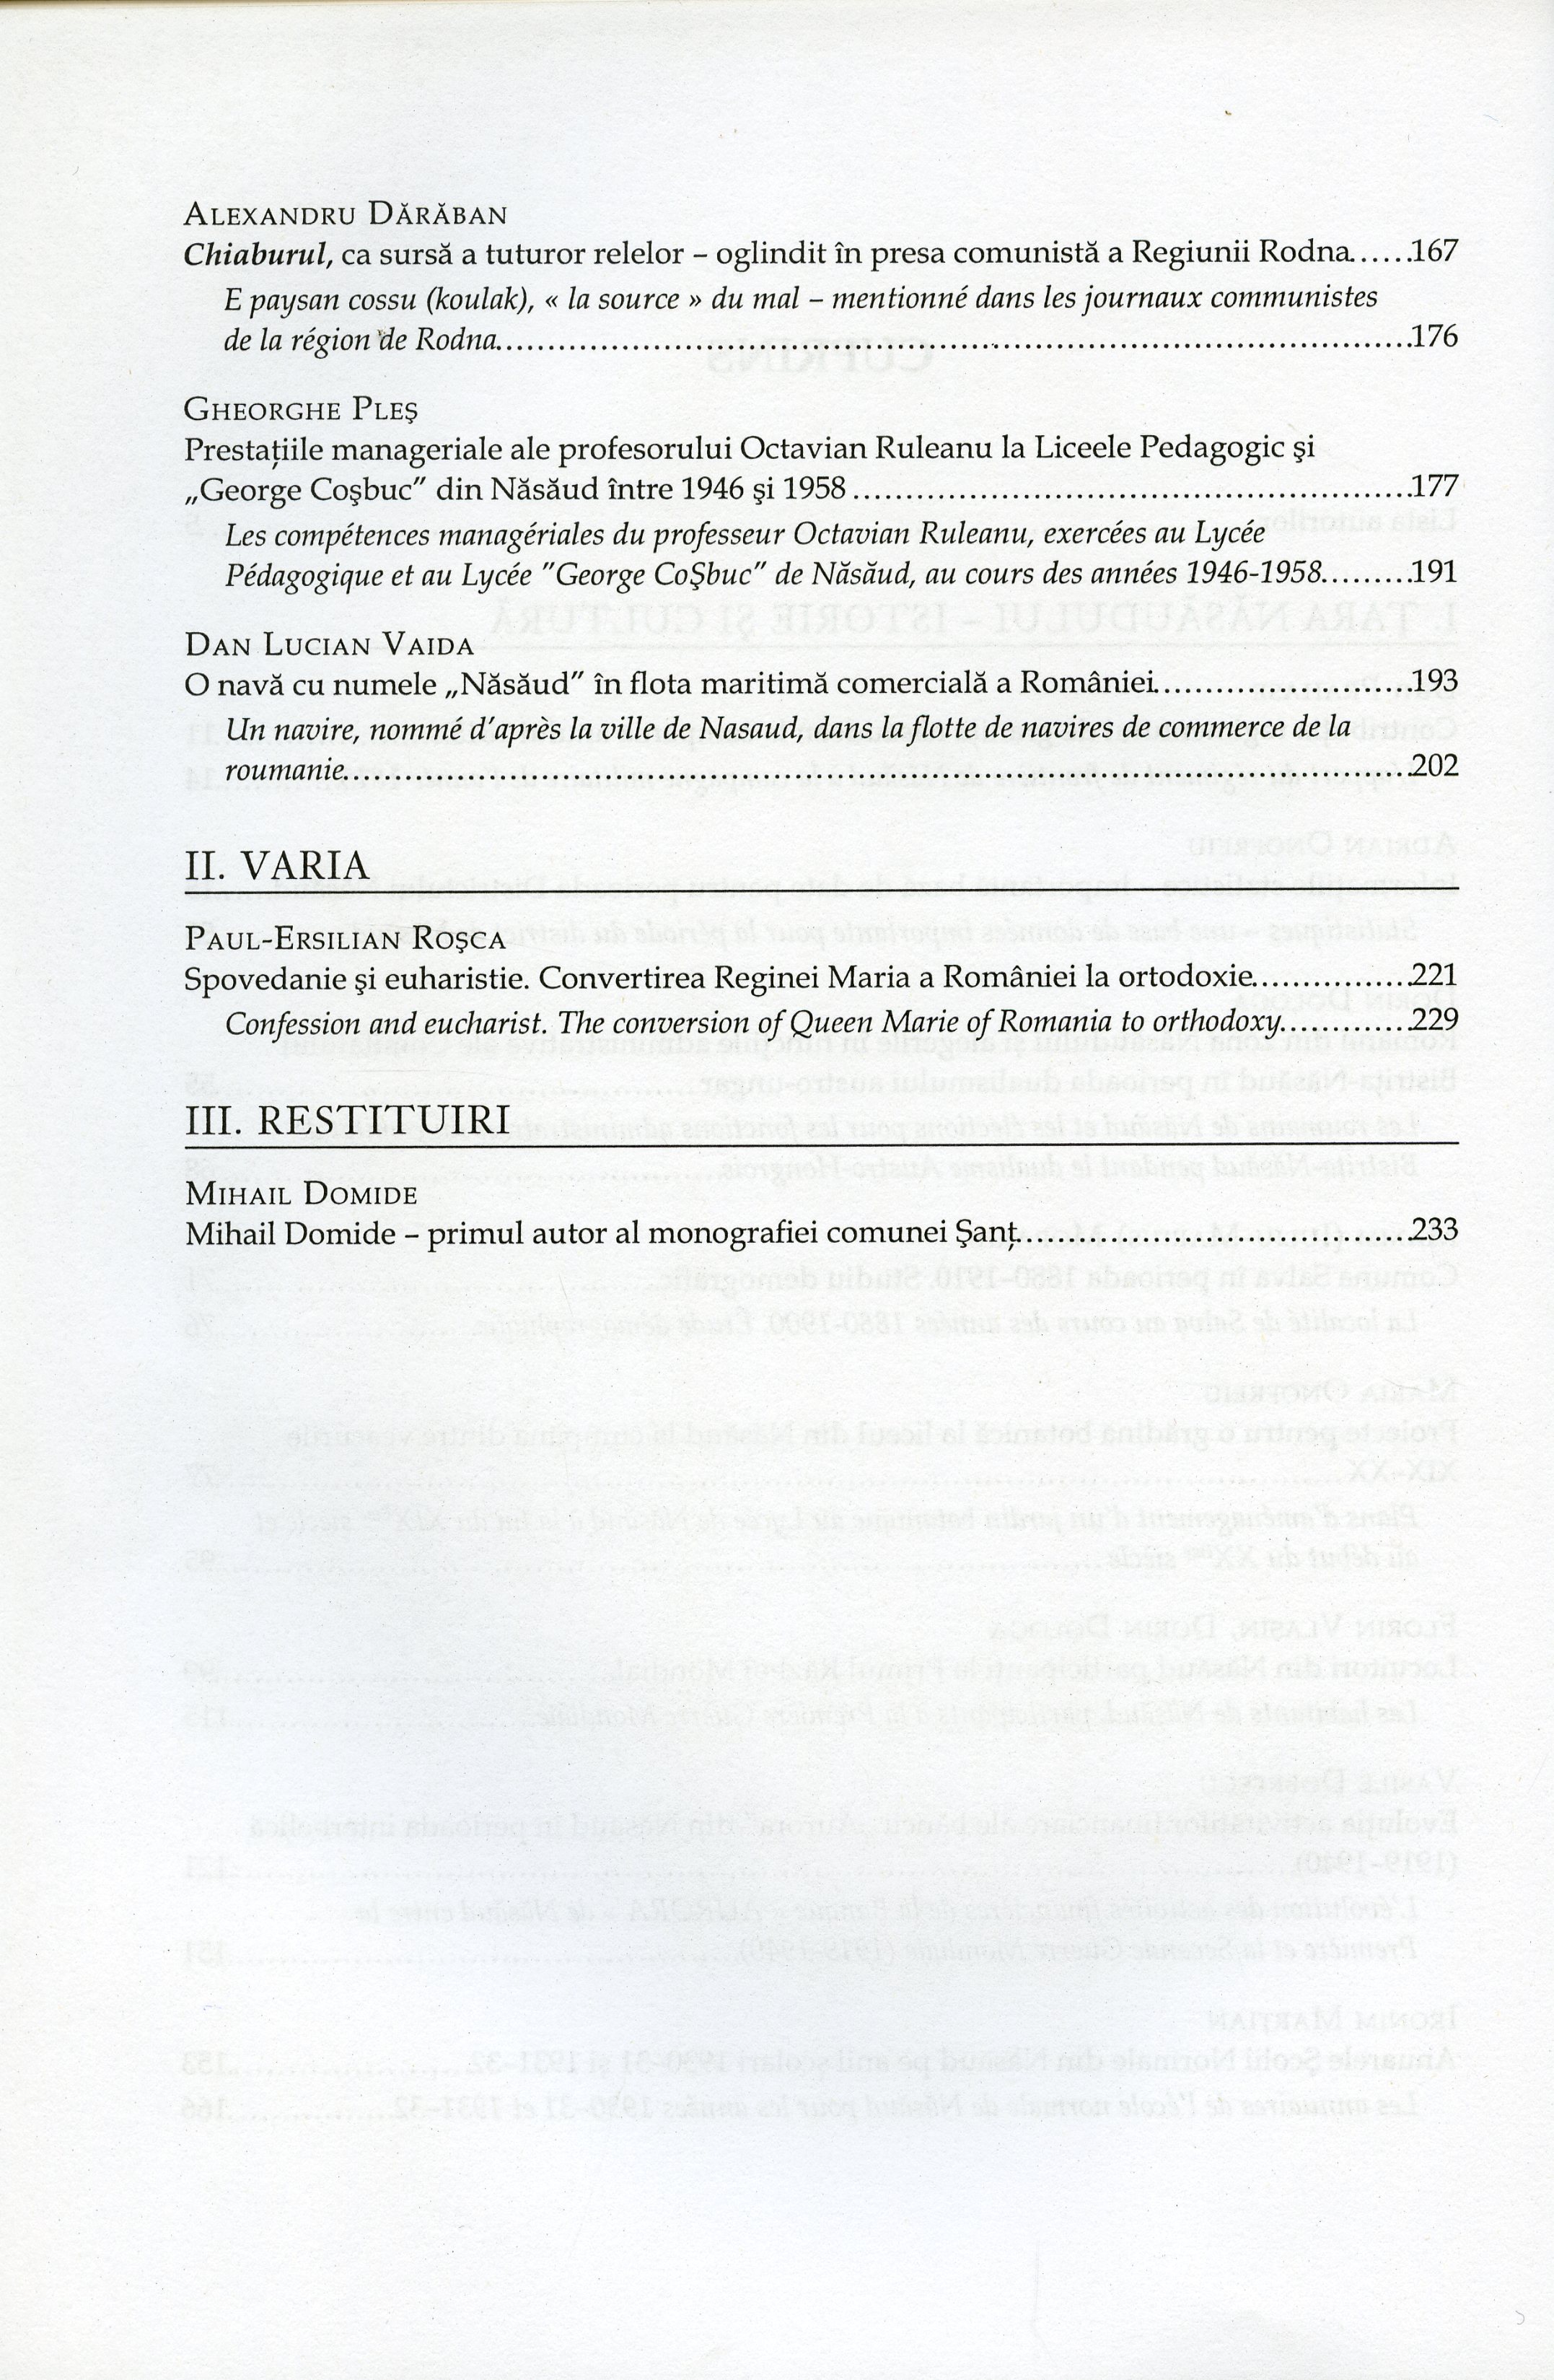 ALEXANDRU DĂRĂBAN
Chiaburul, ca sursă a tuturor relelor – oglindit în presa comunistă a Regiunii Rodna......167
E paysan cossu (koulak), « la source » du mal – mentionné dans les journaux communistes
de la région de Rodna..........176
GHEORGHE PLEŞ
Prestaţiile manageriale ale profesorului Octavian Ruleanu la Liceele Pedagogic şi
„George Coşbuc” din Năsăud între 1946 şi 1958..........177
Les compétences managériales du professeur Octavian Ruleanu, exercées au Lycée
Pédagogique et au Lycée ”George CoŞbuc” de Năsăud, au cours des années 1946-1958.........191
DAN LUCIAN VAIDA
O navă cu numele „Năsăud” în flota maritimă comercială a României..........193
Un navire, nommé d’après la ville de Nasaud, dans la flotte de navires de commerce de la
roumanie..........202
II. VARIA
PAUL-ERSILIAN ROŞCA
Spovedanie şi euharistie. Convertirea Reginei Maria a României la ortodoxie..........221
Confession and eucharist. The conversion of Queen Marie of Romania to orthodoxy..........229
III. RESTITUIRI
MIHAIL DOMIDE
Mihail Domide – primul autor al monografiei comunei Şanţ..........233